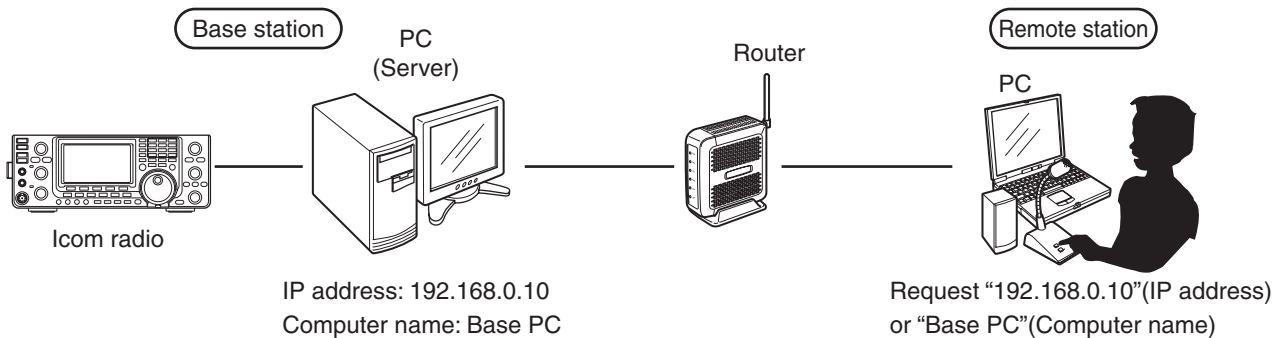 Base station
PC
(Server)
Router
Remote station
PC
Icom radio
IP address: 192.168.0.10
Computer name: Base PC
Request “192.168.0.10”(IP address)
or “Base PC”(Computer name)